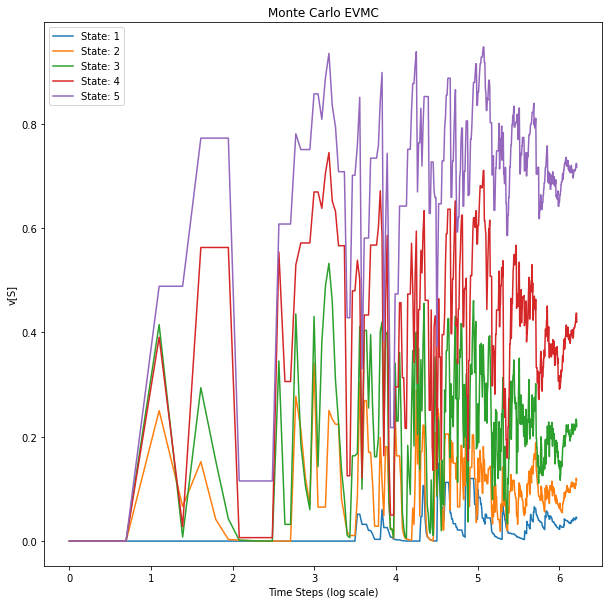 Monte Carlo EVMC
State: 1
State: 2
State: 3
State: 4
State: 5
v[S]
0.8
0.6
0.4
0.2
0.0
0 1 2 3 4 5 6
Time Steps (log scale)